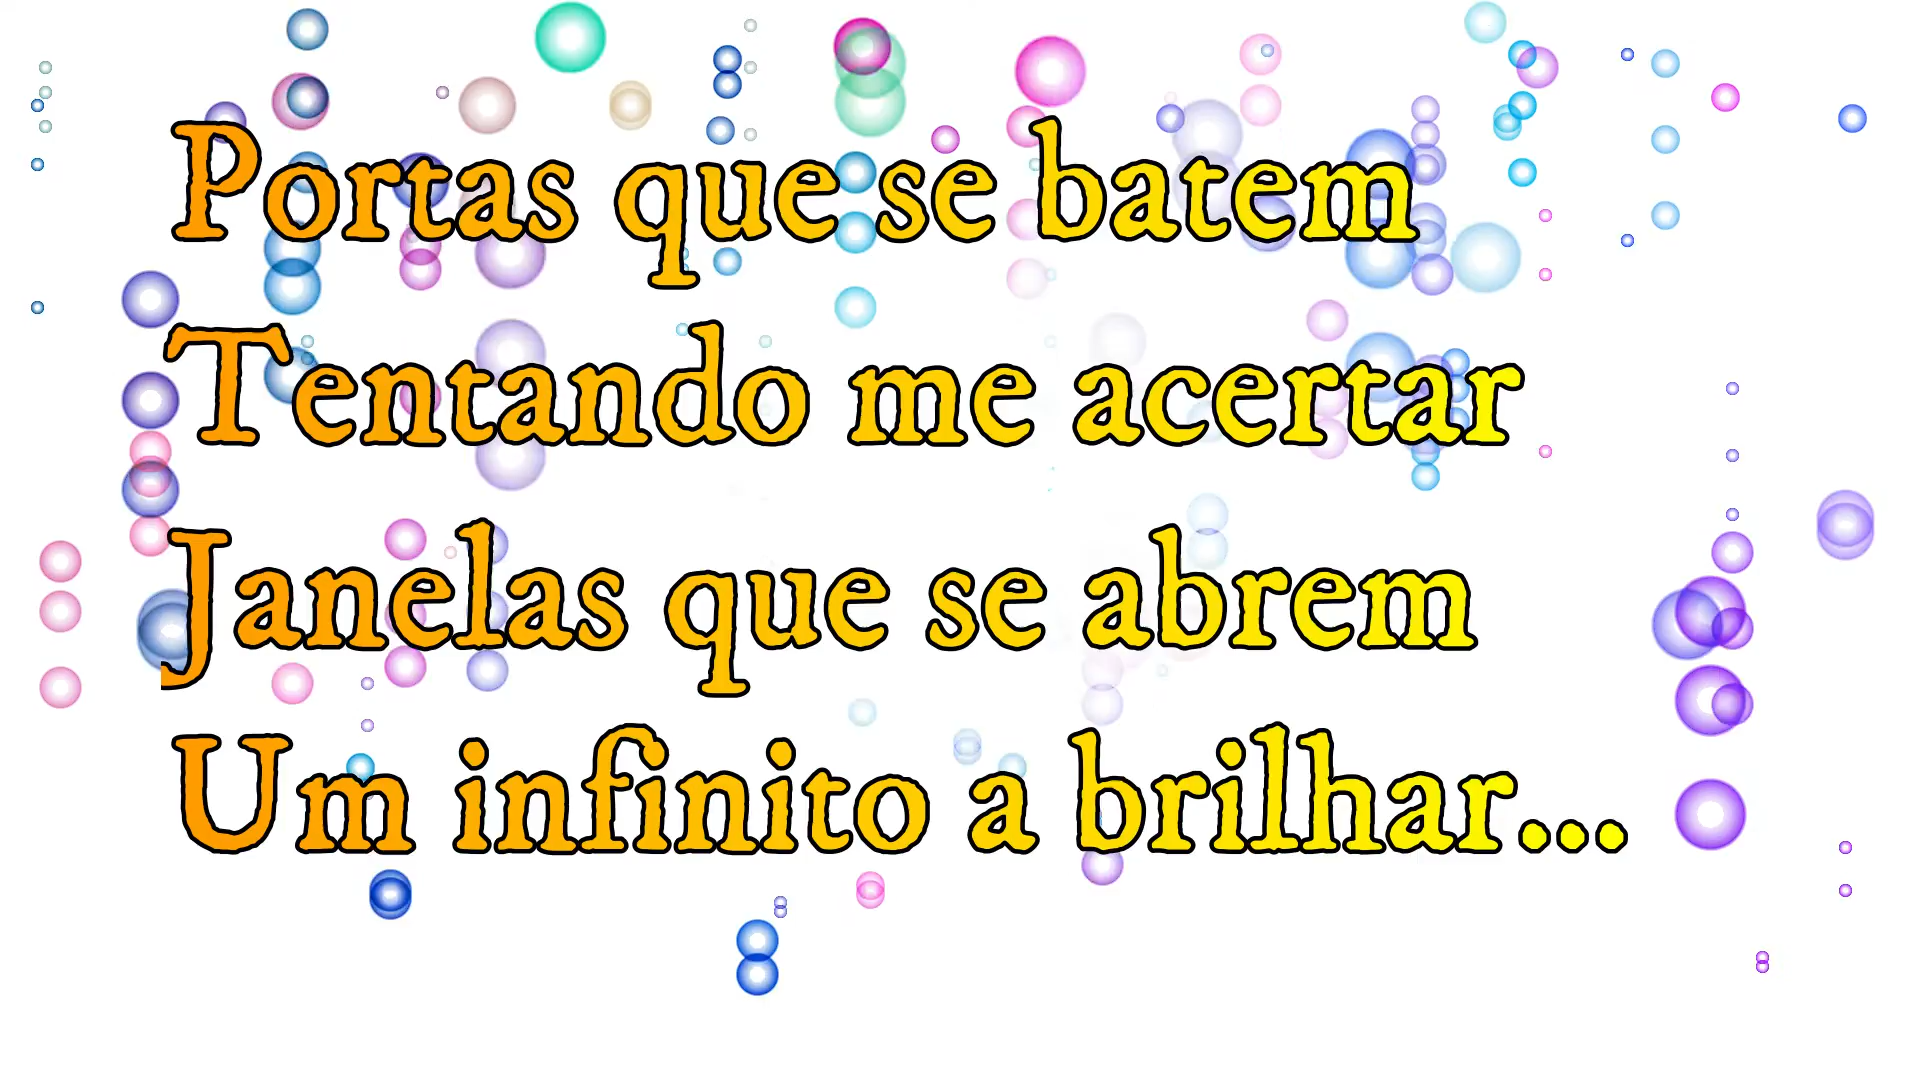 Portas que se batem
Tentando me acertar
Janelas que se abrem
Um infinito a brilhar...